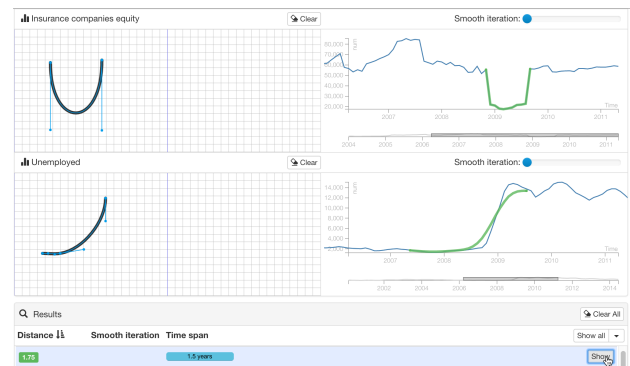 Insurance companies equity
Clear
Smooth iteration:
80,000
70,000
60,000
50,000
40,000
30,000
20,000
num
Time
2007 2008 2009 2010 2011
2004 2005 2006 2007 2008 2009 2010 2011
Unemployed
Clear
Smooth iteration:
14,000
12,000
10,000
8,000
6,000
4,000
2,000
num
Time
2007 2008 2009 2010 2011
2002 2004 2006 2008 2010 2012 2014
Results
Clear All
Distance Smooth iteration Time span
Show all
1.75 1.5 years Show